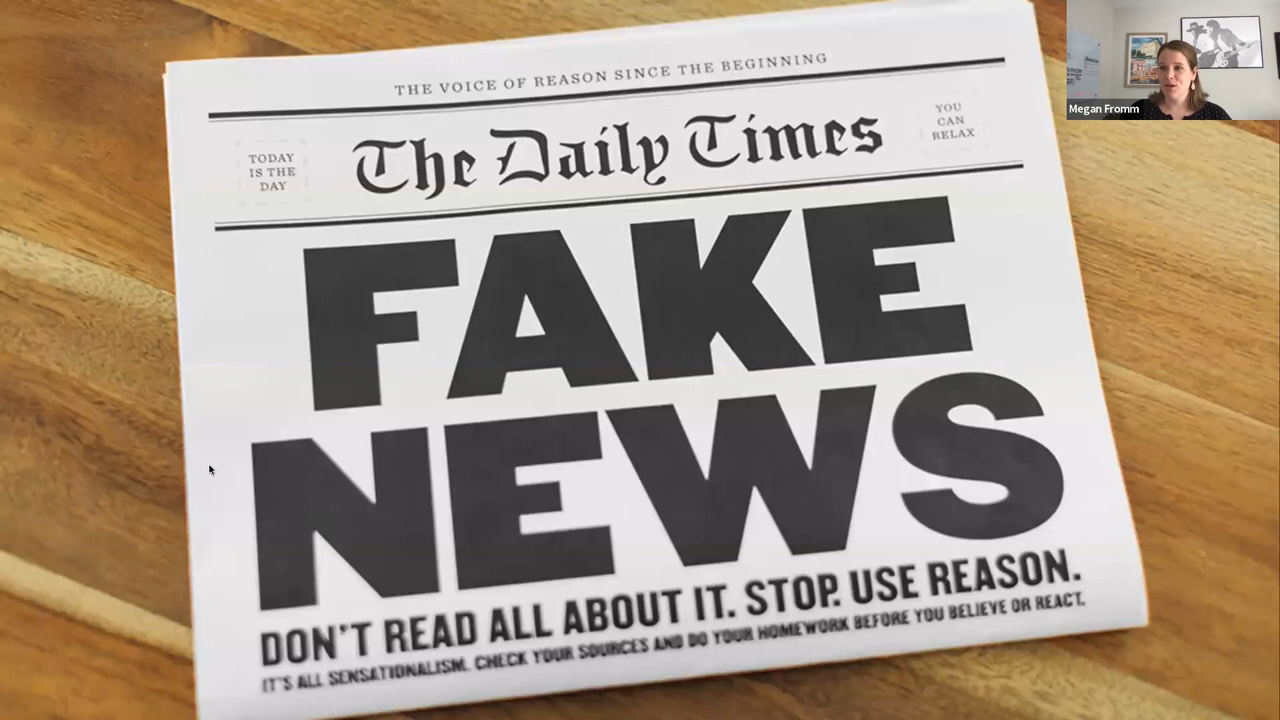 THE VOICE OF REASON SINCE THE BEGINNING
TODAY
IS THE
DAY
The Daily Times
YOU
CAN
RELAX
FAKE
NEWS
DON'T READ ALL ABOUT IT. STOP. USE REASON.
IT'S ALL SENSATIONALISM. CHECK YOUR SOURCES AND DO YOUR HOMEWORK BEFORE YOU BELIEVE OR REACT.
Megan Fromm